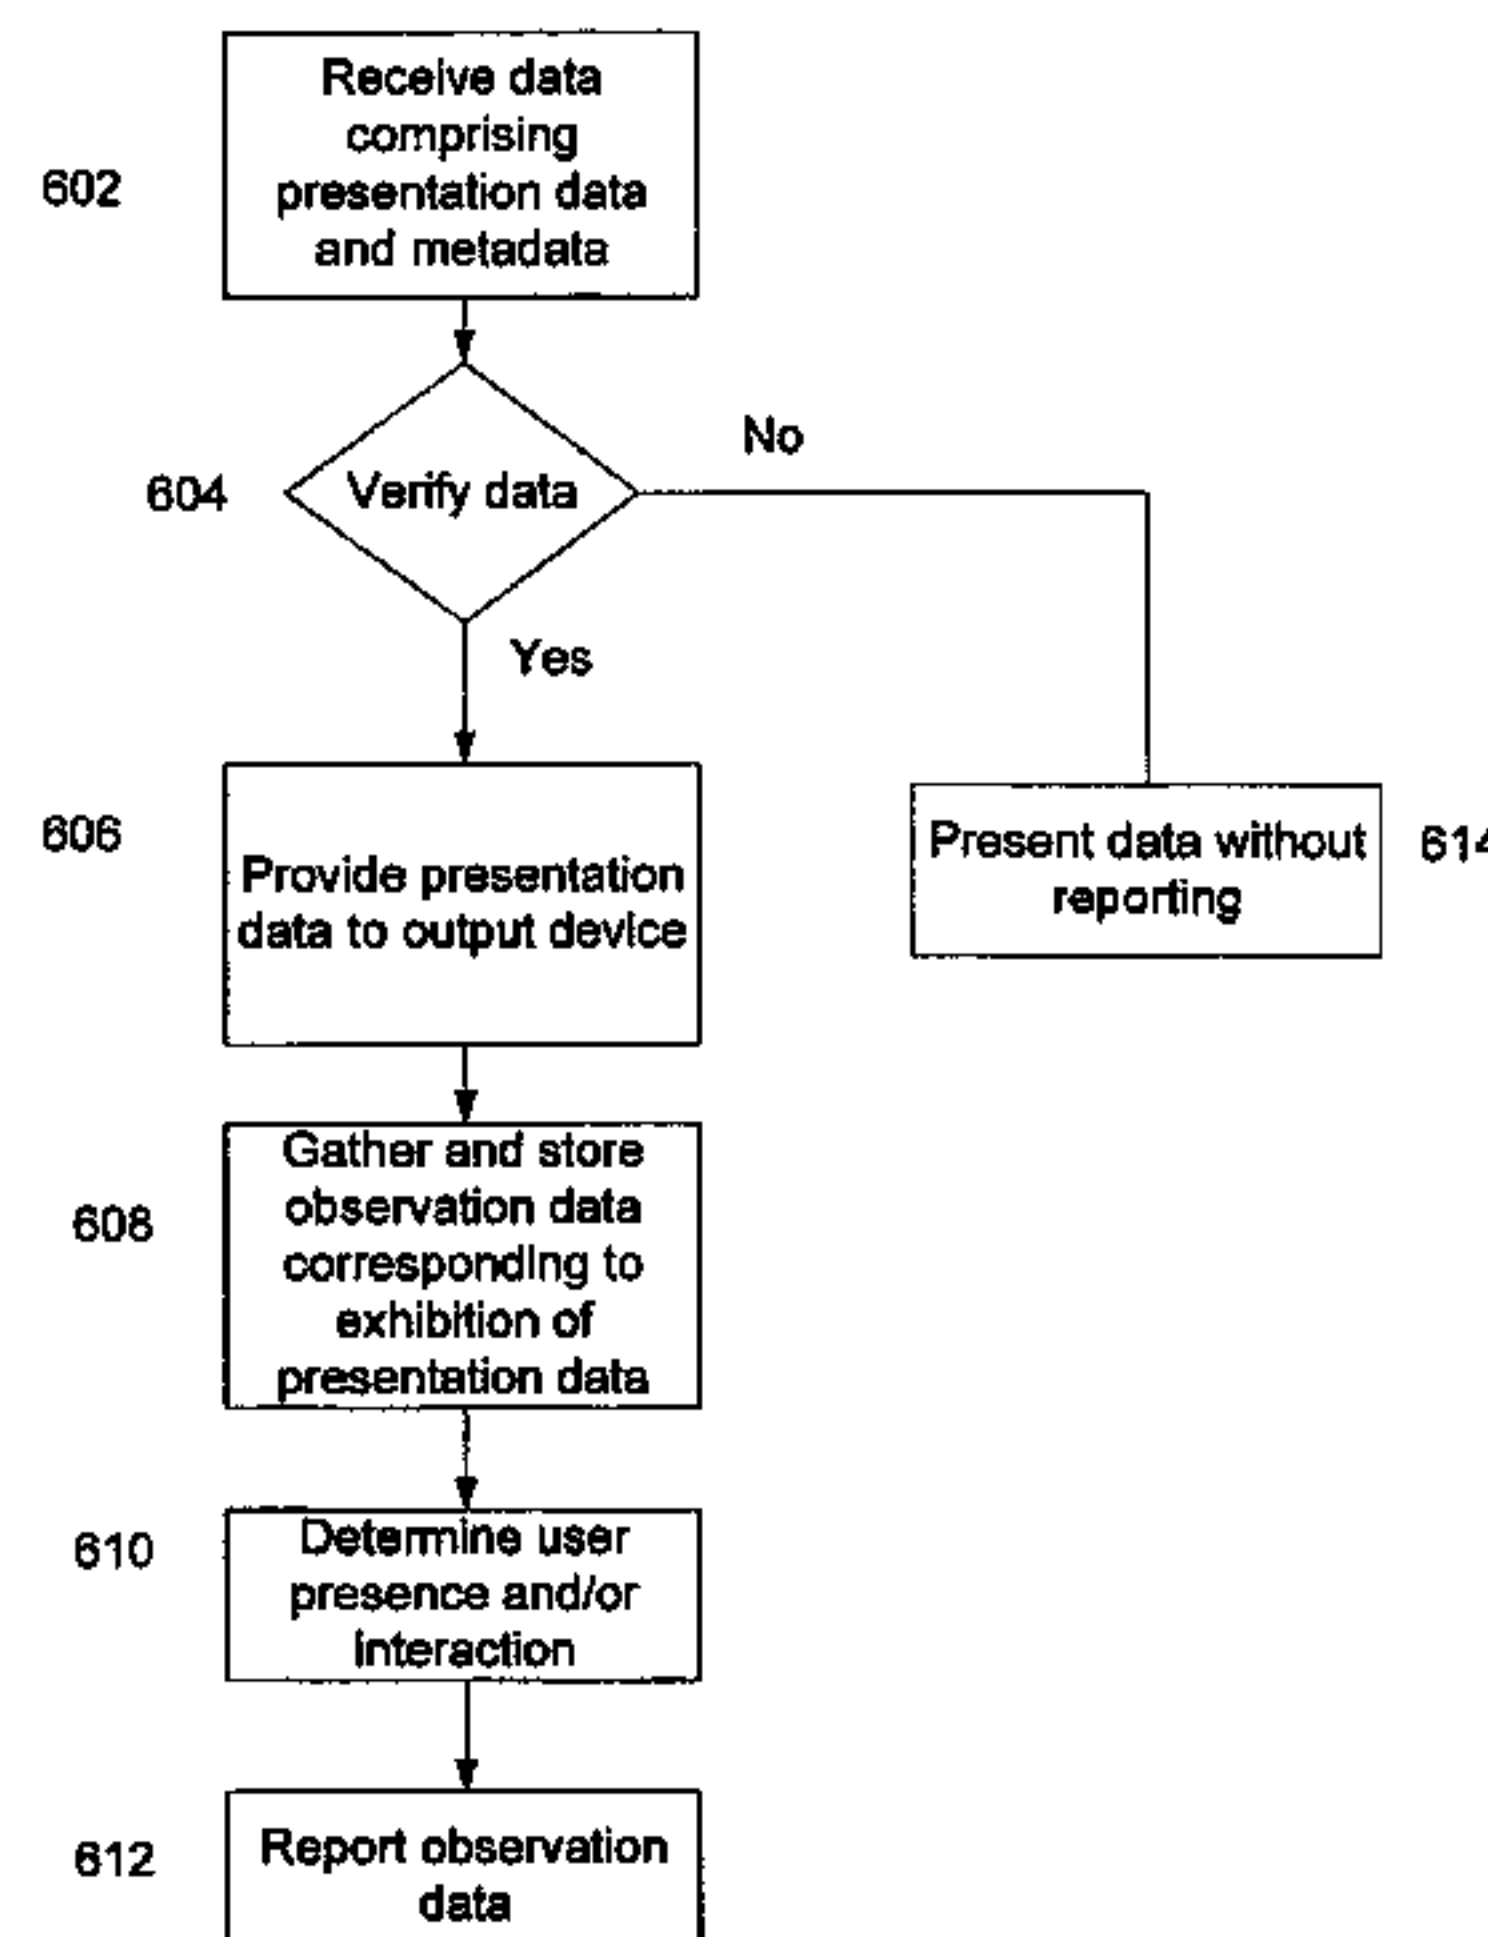 Receive data
comprising
presentation data
and metadata
602
604
Verify data
No
Yes
606
Provide presentation
data to output device
Present data without
reporting
614
608
Gather and store
observation data
corresponding to
exhibition of
presentation data
610
Determine user
presence and/or
interaction
612
Report observation
data